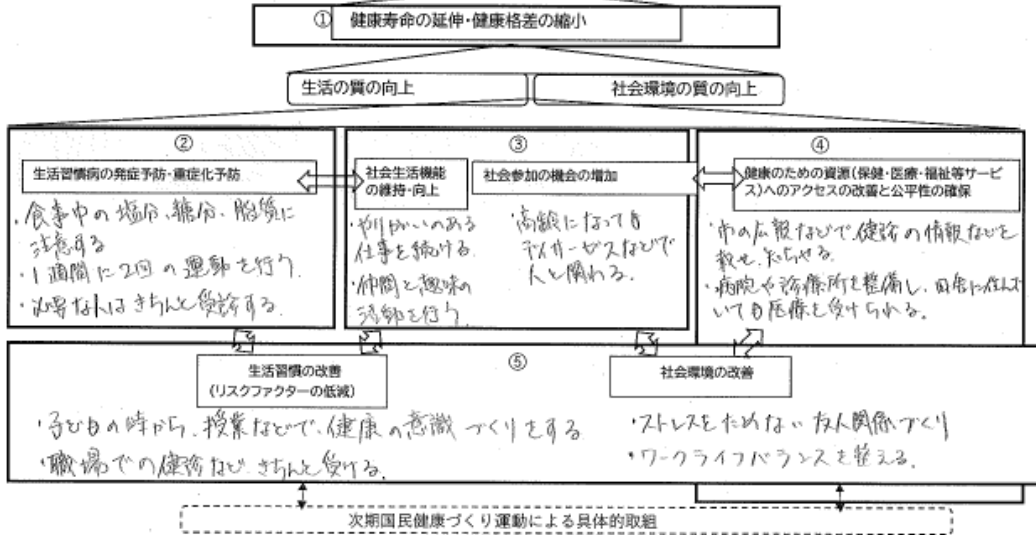 ① 健康寿命の延伸・健康格差の縮小
生活の質の向上
社会環境の質の向上
②
生活習慣病の発症予防・重症化予防
・食事中の塩分、糖分、脂質に
注意する
・1週間に2回の運動を行う.
・必要な人はきちんと受診する.
③
社会生活機能
の維持・向上
社会参加の機会の増加
・やりがいのある
仕事を続ける.
・仲間と趣味の
活動を行う.
・高齢になっても
デイサービスなどで
人と関わる.
④
健康のための資源(保健・医療・福祉等サービ
ス)へのアクセスの改善と公平性の確保
・市の広報などで、健診の情報などを
載せ、知らせる.
・病院や診療所を整備し、田舎に住んで
いても医療を受けられる。
⑤
生活習慣の改善
(リスクファクターの低減)
社会環境の改善
・子どもの時から、授業などで、健康の意識づくりをする
・職場での健診など、きちんと受ける.
・ストレスをためない友人関係づくり
・ワークライフバランスを整える.
次期国民健康づくり運動による具体的取組